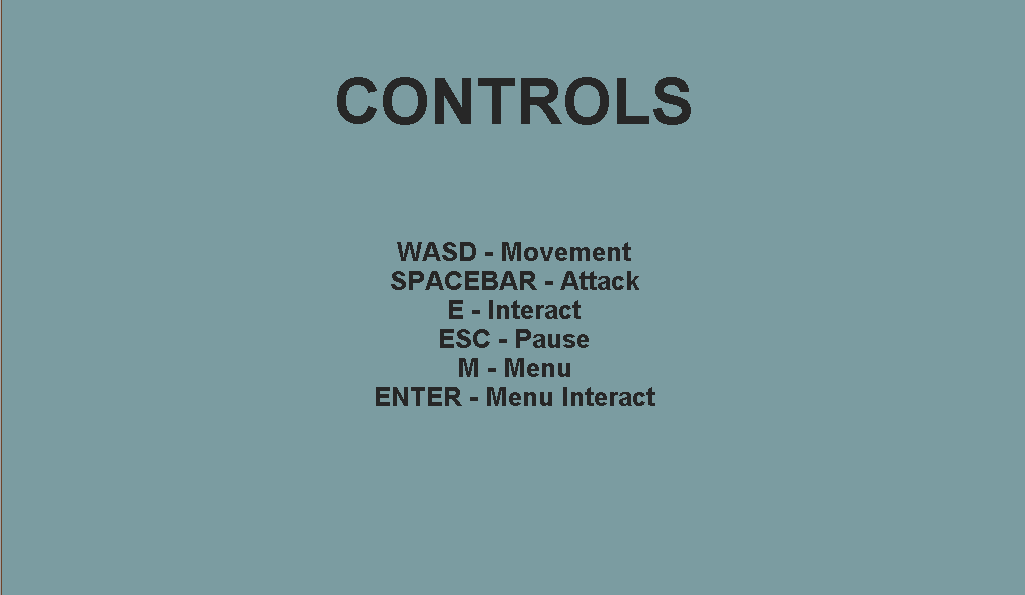 CONTROLS
WASD - Movement
SPACEBAR - Attack
E - Interact
ESC - Pause
M - Menu
ENTER - Menu Interact